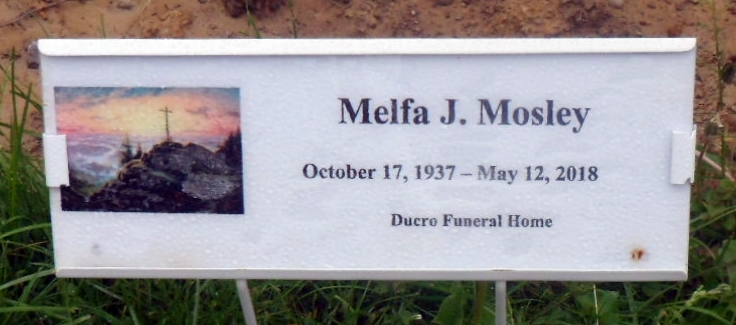 Melfa J. Mosley
October 17, 1937 – May 12, 2018
Ducro Funeral Home